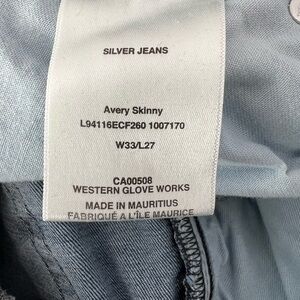 SILVER JEANS
Avery Skinny
L94116ECF260 1007170
W33/L27
CA00508
WESTERN GLOVE WORKS
MADE IN MAURITIUS
FABRIQUÉ A L'ÎLE MAURICE